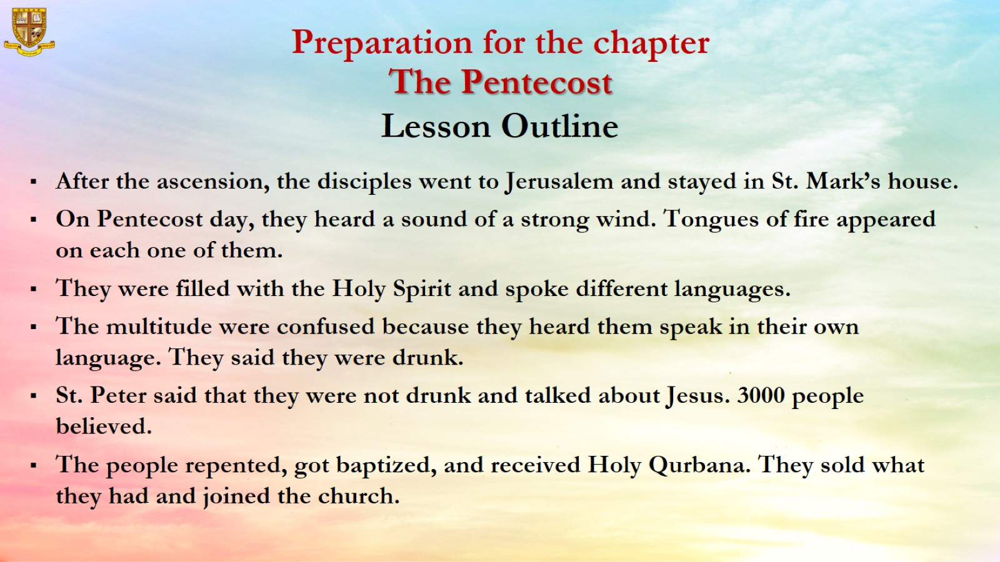 Preparation for the chapter
The Pentecost
Lesson Outline
▪ After the ascension, the disciples went to Jerusalem and stayed in St. Mark’s house.
▪ On Pentecost day, they heard a sound of a strong wind. Tongues of fire appeared
on each one of them.
▪ They were filled with the Holy Spirit and spoke different languages.
▪ The multitude were confused because they heard them speak in their own
language. They said they were drunk.
▪ St. Peter said that they were not drunk and talked about Jesus. 3000 people
believed.
▪ The people repented, got baptized, and received Holy Qurbana. They sold what
they had and joined the church.